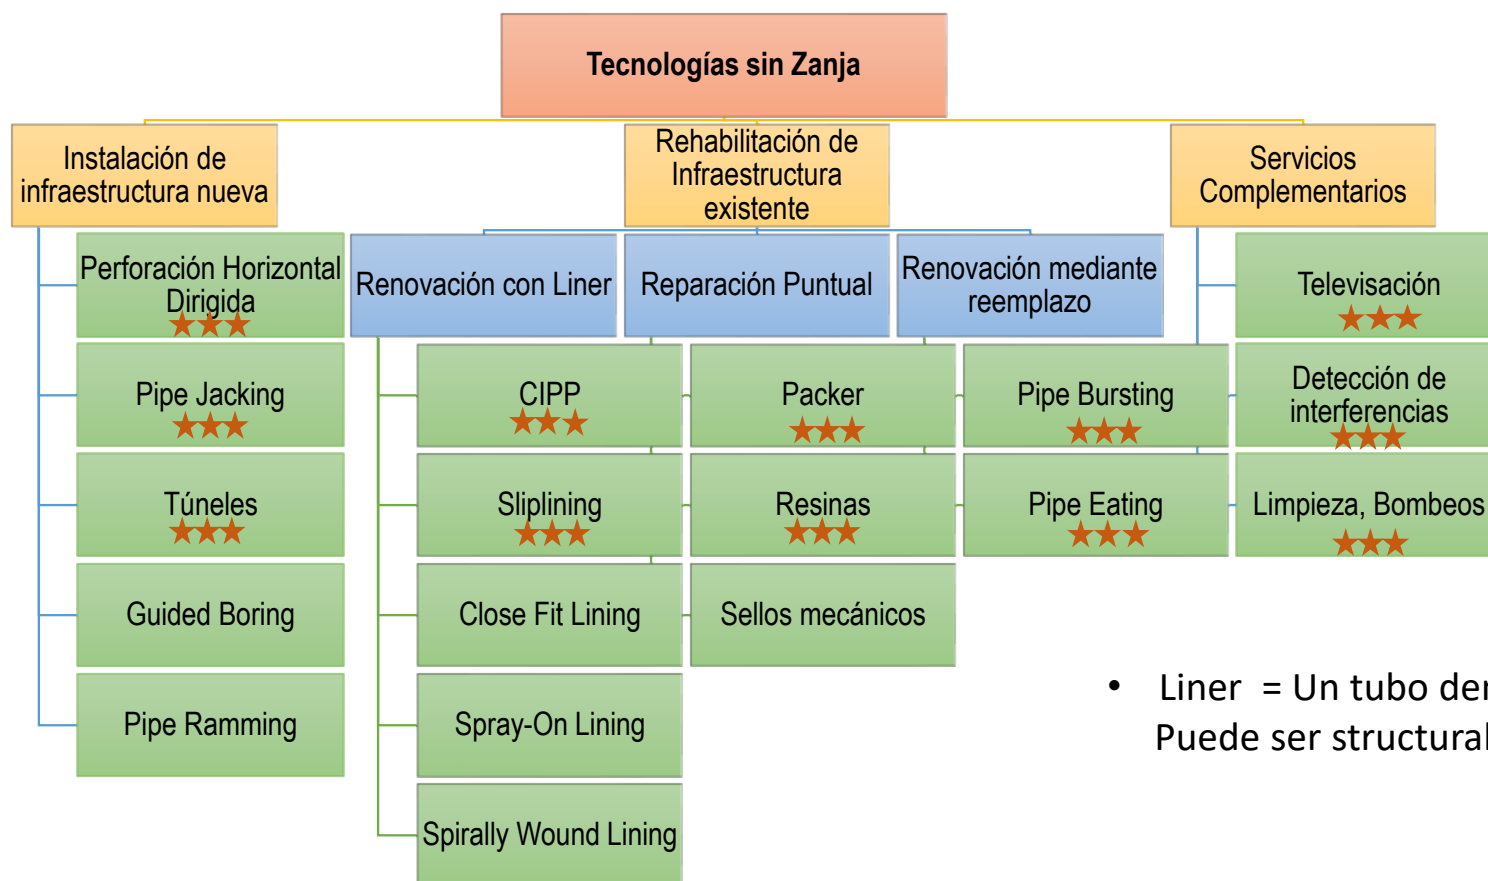 Tecnologías sin Zanja
Instalación de
infraestructura nueva
Rehabilitación de
Infraestructura
existente
Servicios
Complementarios
Perforación Horizontal
Dirigida
Pipe Jacking
Túneles
Guided Boring
Pipe Ramming
Renovación con Liner
CIPP
Sliplining
Close Fit Lining
Spray-On Lining
Spirally Wound Lining
Reparación Puntual
Packer
Resinas
Sellos mecánicos
Renovación mediante
reemplazo
Pipe Bursting
Pipe Eating
Televisación
Detección de
interferencias
Limpieza, Bombeos
• Liner = Un tubo
Puede ser structural